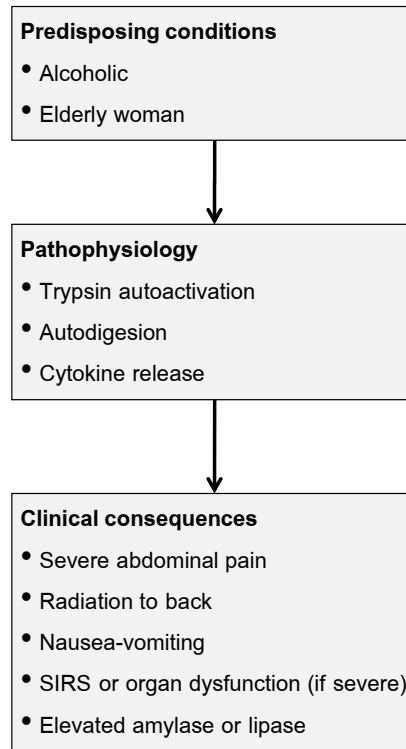 Predisposing conditions
• Alcoholic
• Elderly woman
Pathophysiology
• Trypsin autoactivation
• Autodigestion
• Cytokine release
Clinical consequences
• Severe abdominal pain
• Radiation to back
• Nausea-vomiting
• SIRS or organ dysfunction (if severe)
• Elevated amylase or lipase